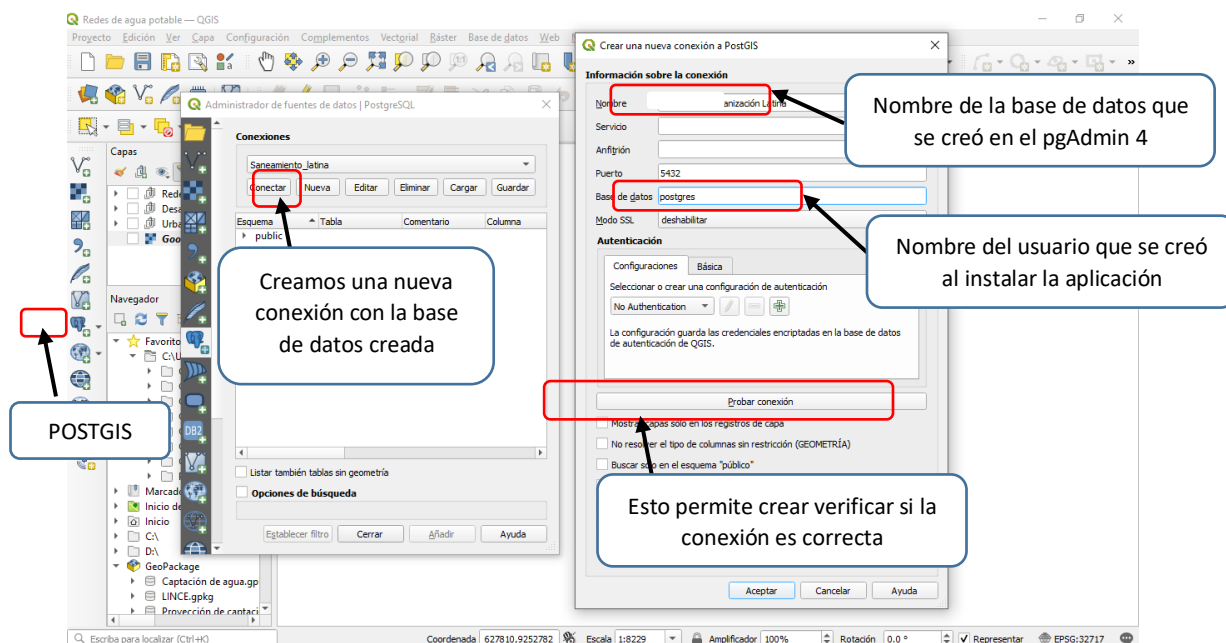 Redes de agua potable — QGIS
Proyecto Edición Ver Capa Configuración Complementos Vectorial Ráster Base de datos Web
Capas
Navegador
Favorito
C:\U
Inicio
C:\
D:\
GeoPackage
Captación de agua.gp
LINCE.gpkg
Escriba para localizar (Ctrl+K)
Coordenada 627810,9252782 Escala 1:8229 Amplificador 100% Rotación 0.0 ° Representar EPSG:32717
POSTGIS
Administrador de fuentes de datos | PostgreSQL
Conexiones
Saneamiento_latina
Conectar Nueva Editar Eliminar Cargar Guardar
Esquema Tabla Comentario Columna
public
DB2
Creamos una nueva
conexión con la base
de datos creada
Listar también tablas sin geometría
Opciones de búsqueda
Establecer filtro Cerrar Añadir Ayuda
Crear una nueva conexión a PostGIS
Información sobre la conexión
Nombre anización Latina
Servicio
Anfitrión
Puerto 5432
Base de datos postgres
Modo SSL deshabilitar
Autenticación
Configuraciones Básica
Seleccionar o crear una configuración de autenticación
No Authentication
La configuración guarda las credenciales encriptadas en la base de datos
de autenticación de QGIS.
Probar conexión
Mostrar capas solo en los registros de capa
No resolver el tipo de columnas sin restricción (GEOMETRÍA)
Buscar solo en el esquema "público"
Aceptar Cancelar Ayuda
Nombre de la base de datos que
se creó en el pgAdmin 4
Nombre del usuario que se creó
al instalar la aplicación
Esto permite crear verificar si la
conexión es correcta